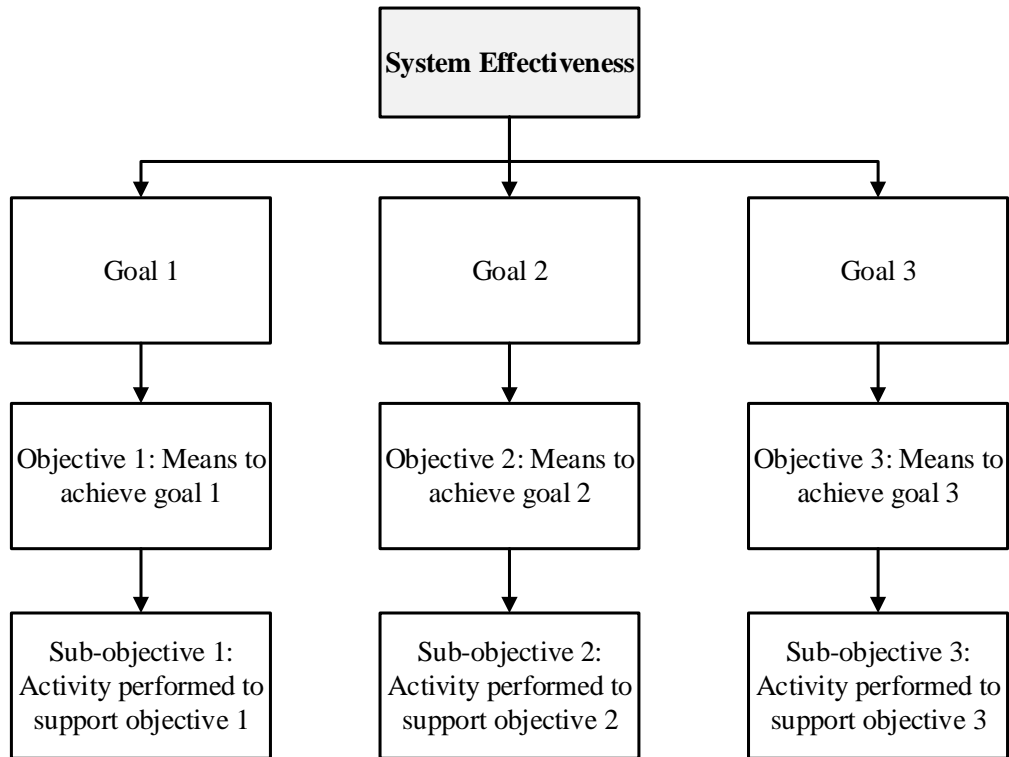 System Effectiveness
Goal 1
Goal 2
Goal 3
Objective 1: Means to
achieve goal 1
Objective 2: Means to
achieve goal 2
Objective 3: Means to
achieve goal 3
Sub-objective 1:
Activity performed to
support objective 1
Sub-objective 2:
Activity performed to
support objective 2
Sub-objective 3:
Activity performed to
support objective 3